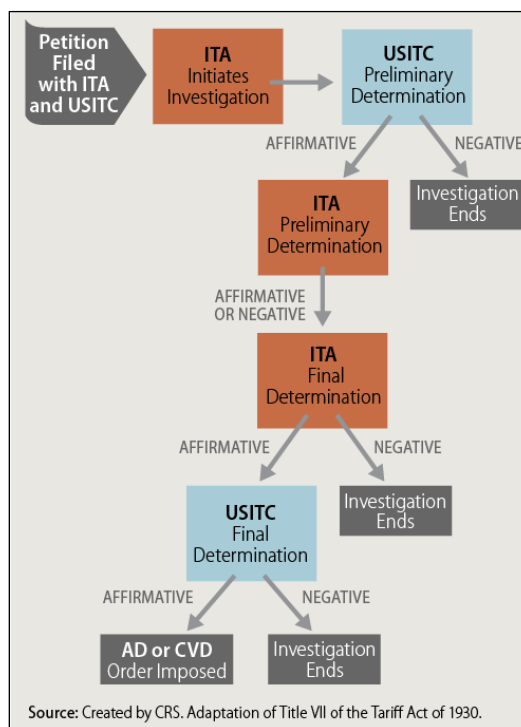 Petition
Filed
with ITA
and USITC
ITA
Initiates
Investigation
USITC
Preliminary
Determination
AFFIRMATIVE
NEGATIVE
ITA
Preliminary
Determination
Investigation
Ends
AFFIRMATIVE
OR NEGATIVE
ITA
Final
Determination
AFFIRMATIVE
NEGATIVE
USITC
Final
Determination
Investigation
Ends
AFFIRMATIVE
NEGATIVE
AD or CVD
Order Imposed
Investigation
Ends
Source: Created by CRS. Adaptation of Title VII of the Tariff Act of 1930.